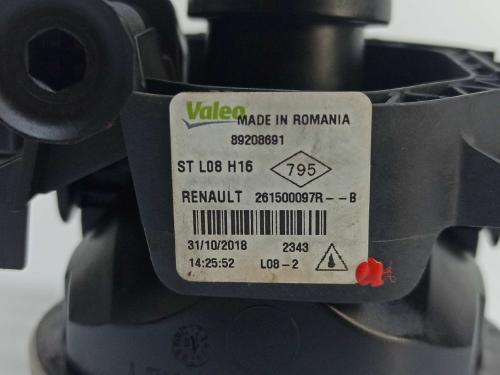 Valeo MADE IN ROMANIA
89208691
ST L08 H16 795
RENAULT 261500097R--B
31/10/2018 2343
14:25:52 L08-2